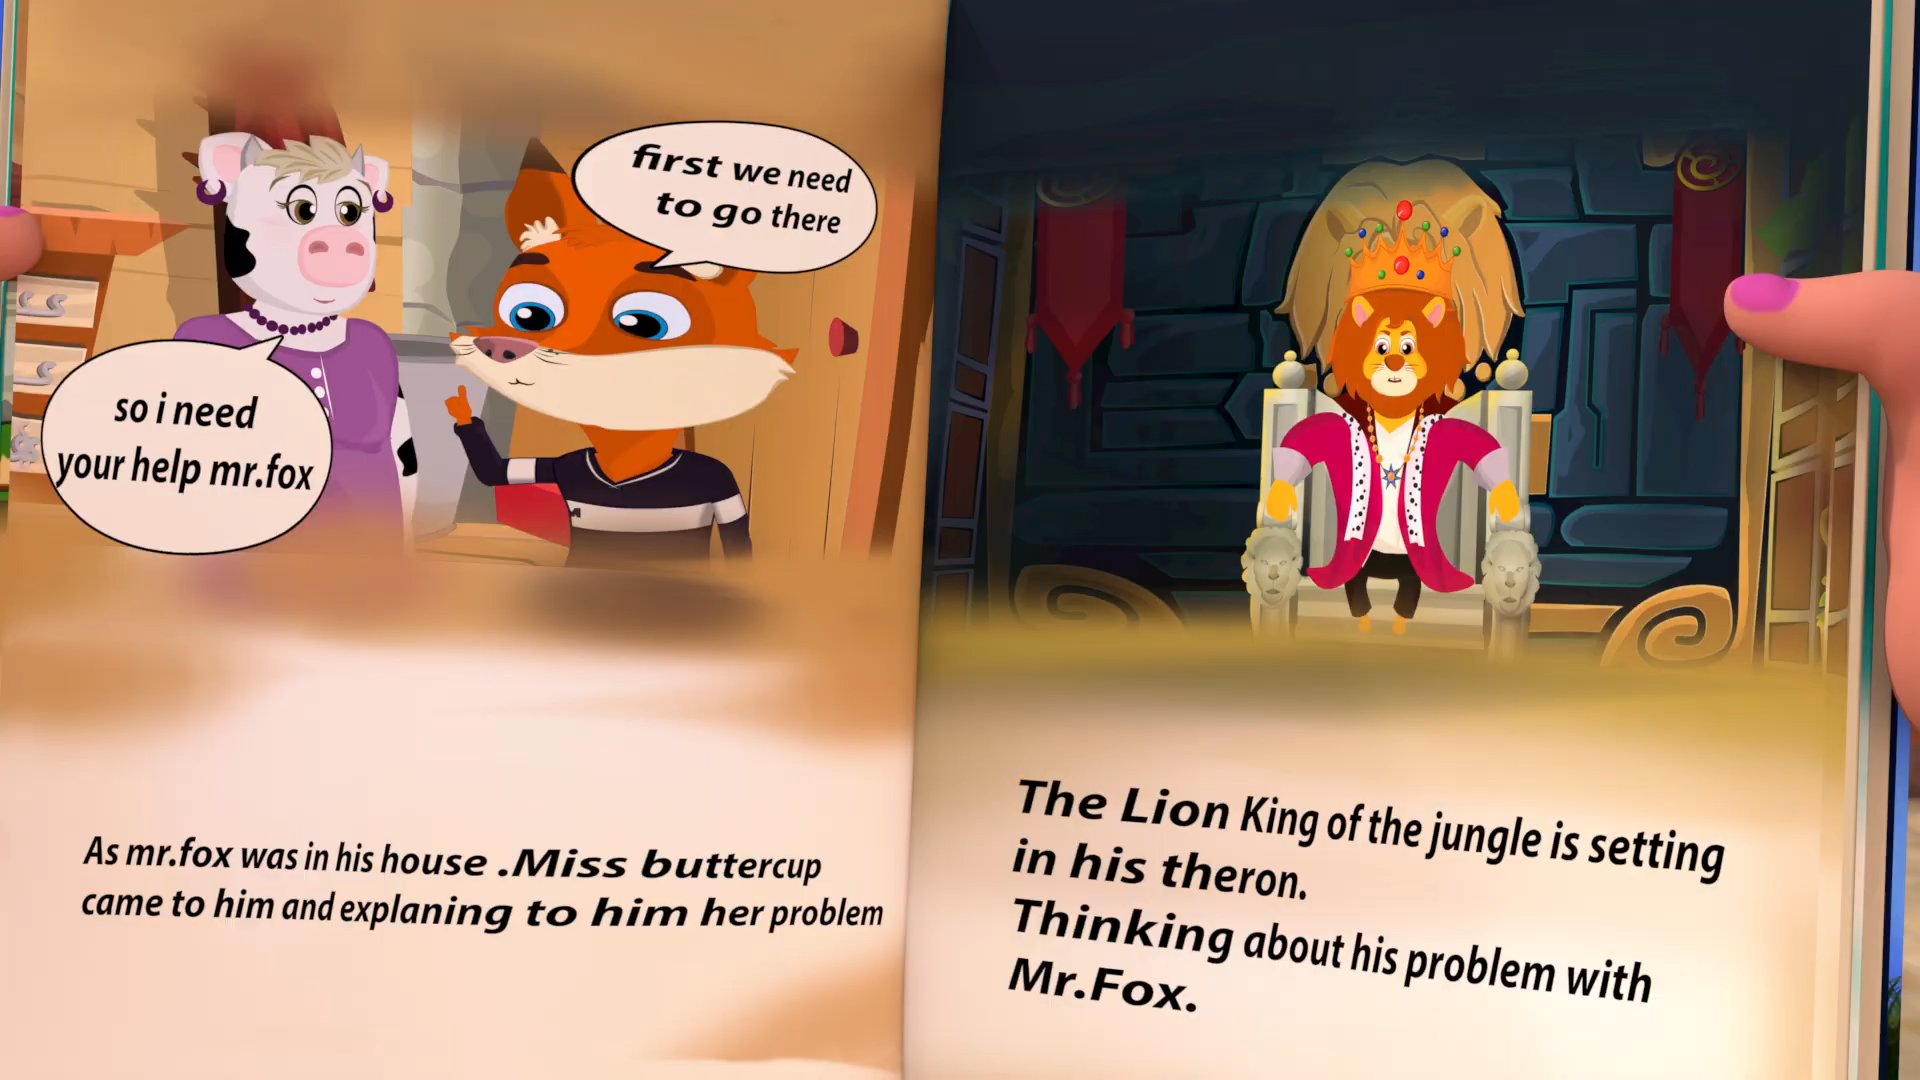 first we need
to go there
so i need
your help mr.fox
As mr.fox was in his house .Miss buttercup
came to him and explaning to him her problem
The Lion King of the jungle is setting
in his theron.
Thinking about his problem with
Mr.Fox.